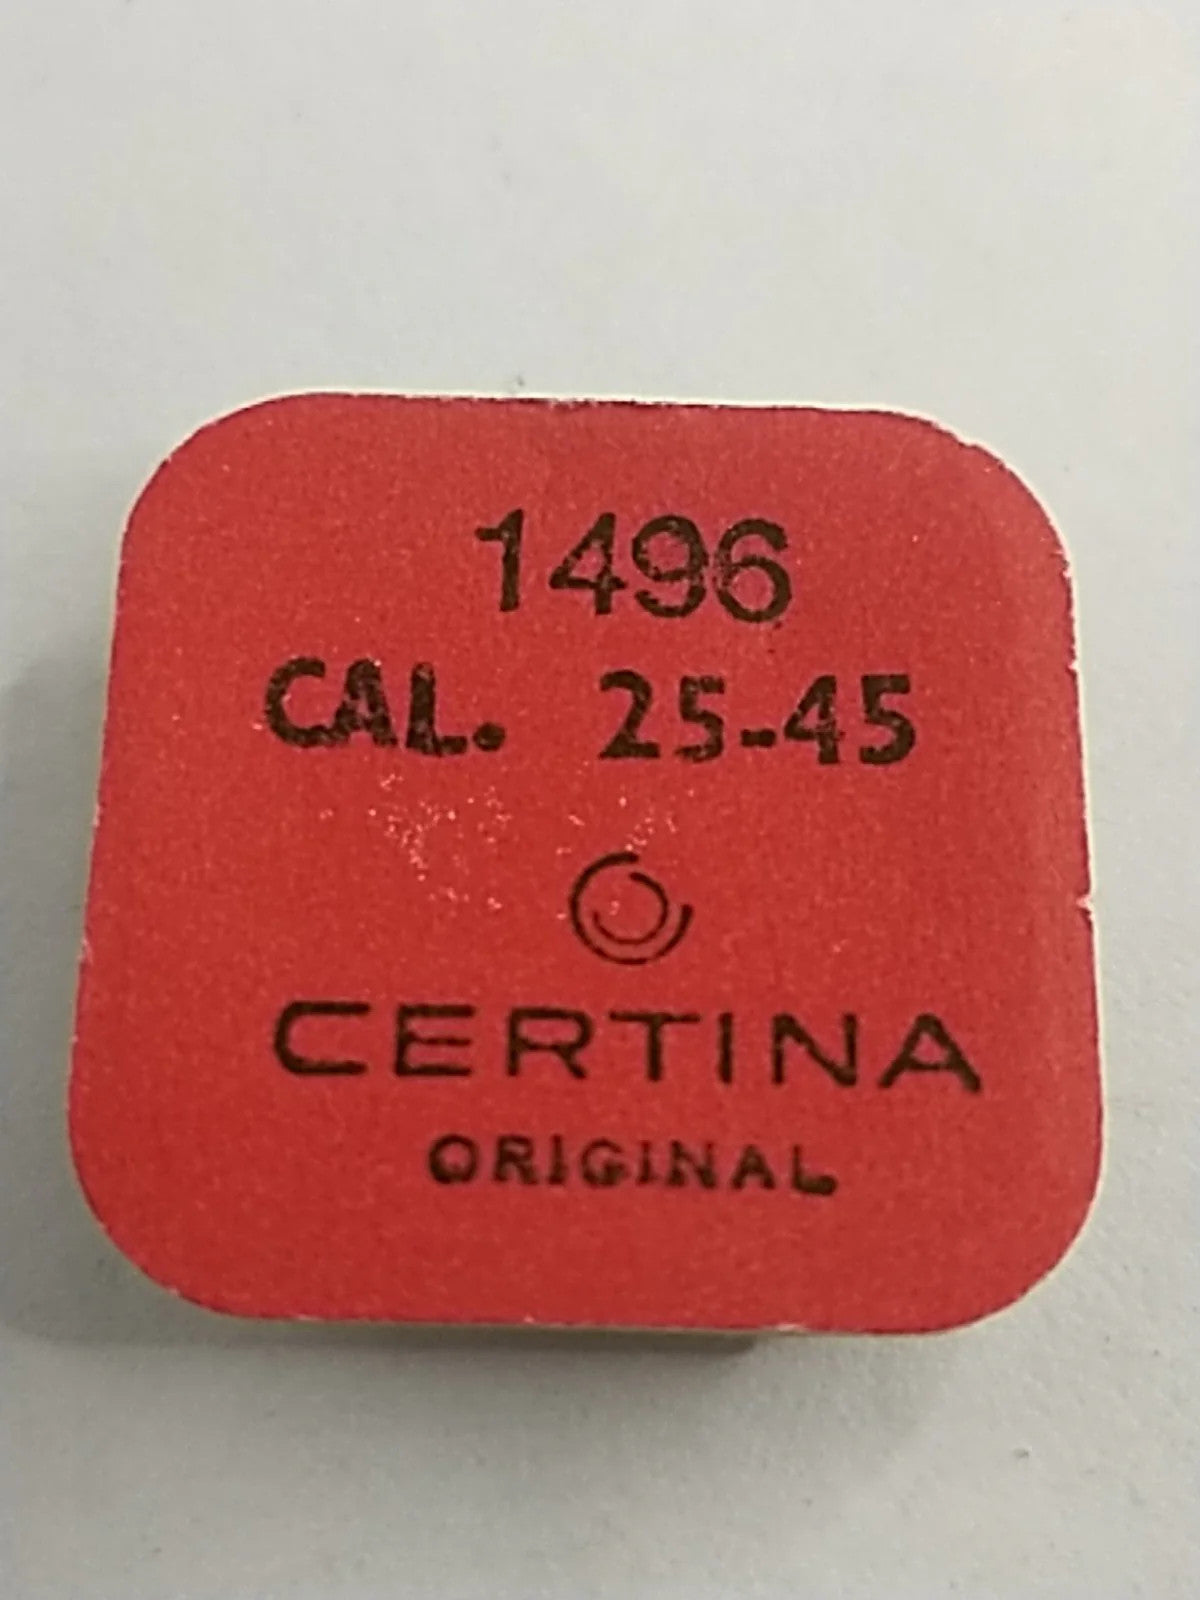 1496
CAL. 25-45
CERTINA
ORIGINAL